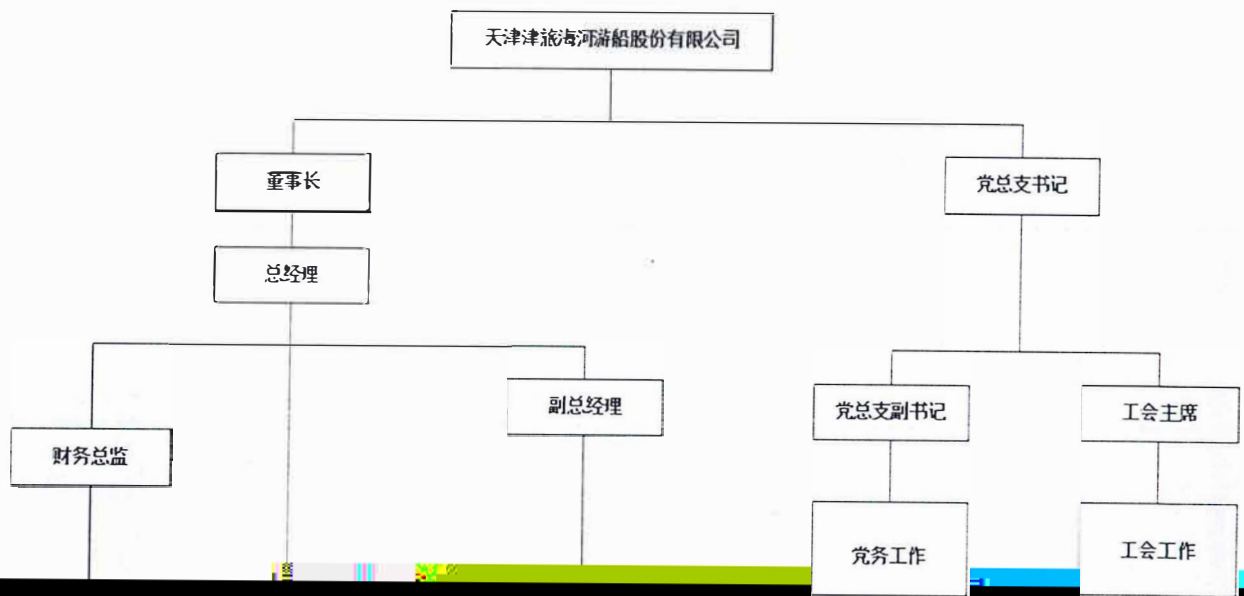 天津津旅海河游船股份有限公司
董事长
党总支书记
总经理
副总经理
党总支副书记
工会主席
财务总监
党务工作
工会工作